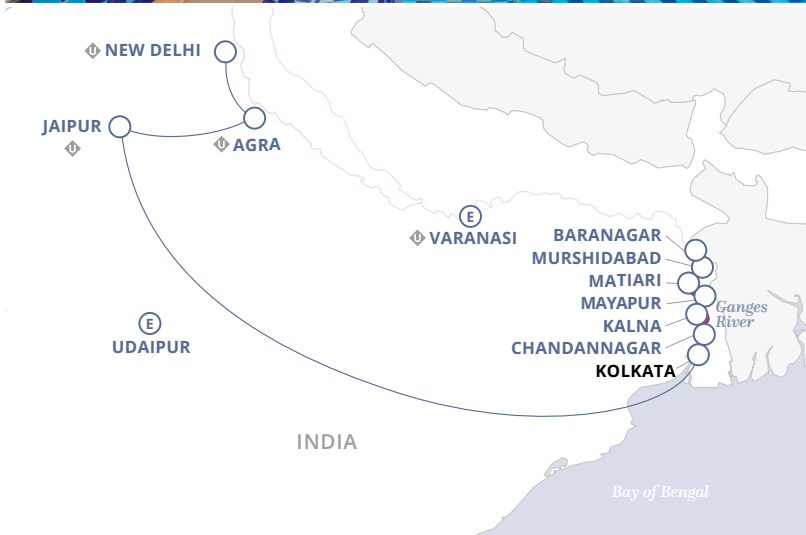 U NEW DELHI
JAIPUR
U
U AGRA
E
U VARANASI
BARANAGAR
MURSHIDABAD
MATIARI
MAYAPUR
KALNA
CHANDANNAGAR
KOLKATA
Ganges
River
E
UDAIPUR
INDIA
Bay of Bengal